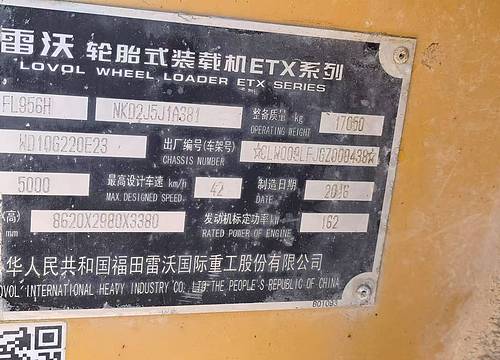 雷沃 轮胎式装载机ETX系列
LOVOL WHEEL LOADER ETX SERIES
FL956H NKD2J5J1A381 整备质量 kg 17050
OPERATING WEIGHT
WD10G220E23 出厂编号(车架号) ☆CLW009LFJGZ000438☆
CHASSIS NUMBER
5000 最高设计车速 km/h 42 制造日期 2016
MAX. DESIGNED SPEED DATE
高) 8620X2980X3380 发动机标定功率 kw 162
mm RATED POWER OF ENGINE
华人民共和国福田雷沃国际重工股份有限公司
OVOL INTERNATIONAL HEAVY INDUSTRY CO. LTD THE PEOPLE'S REPUBLIC OF CHINA